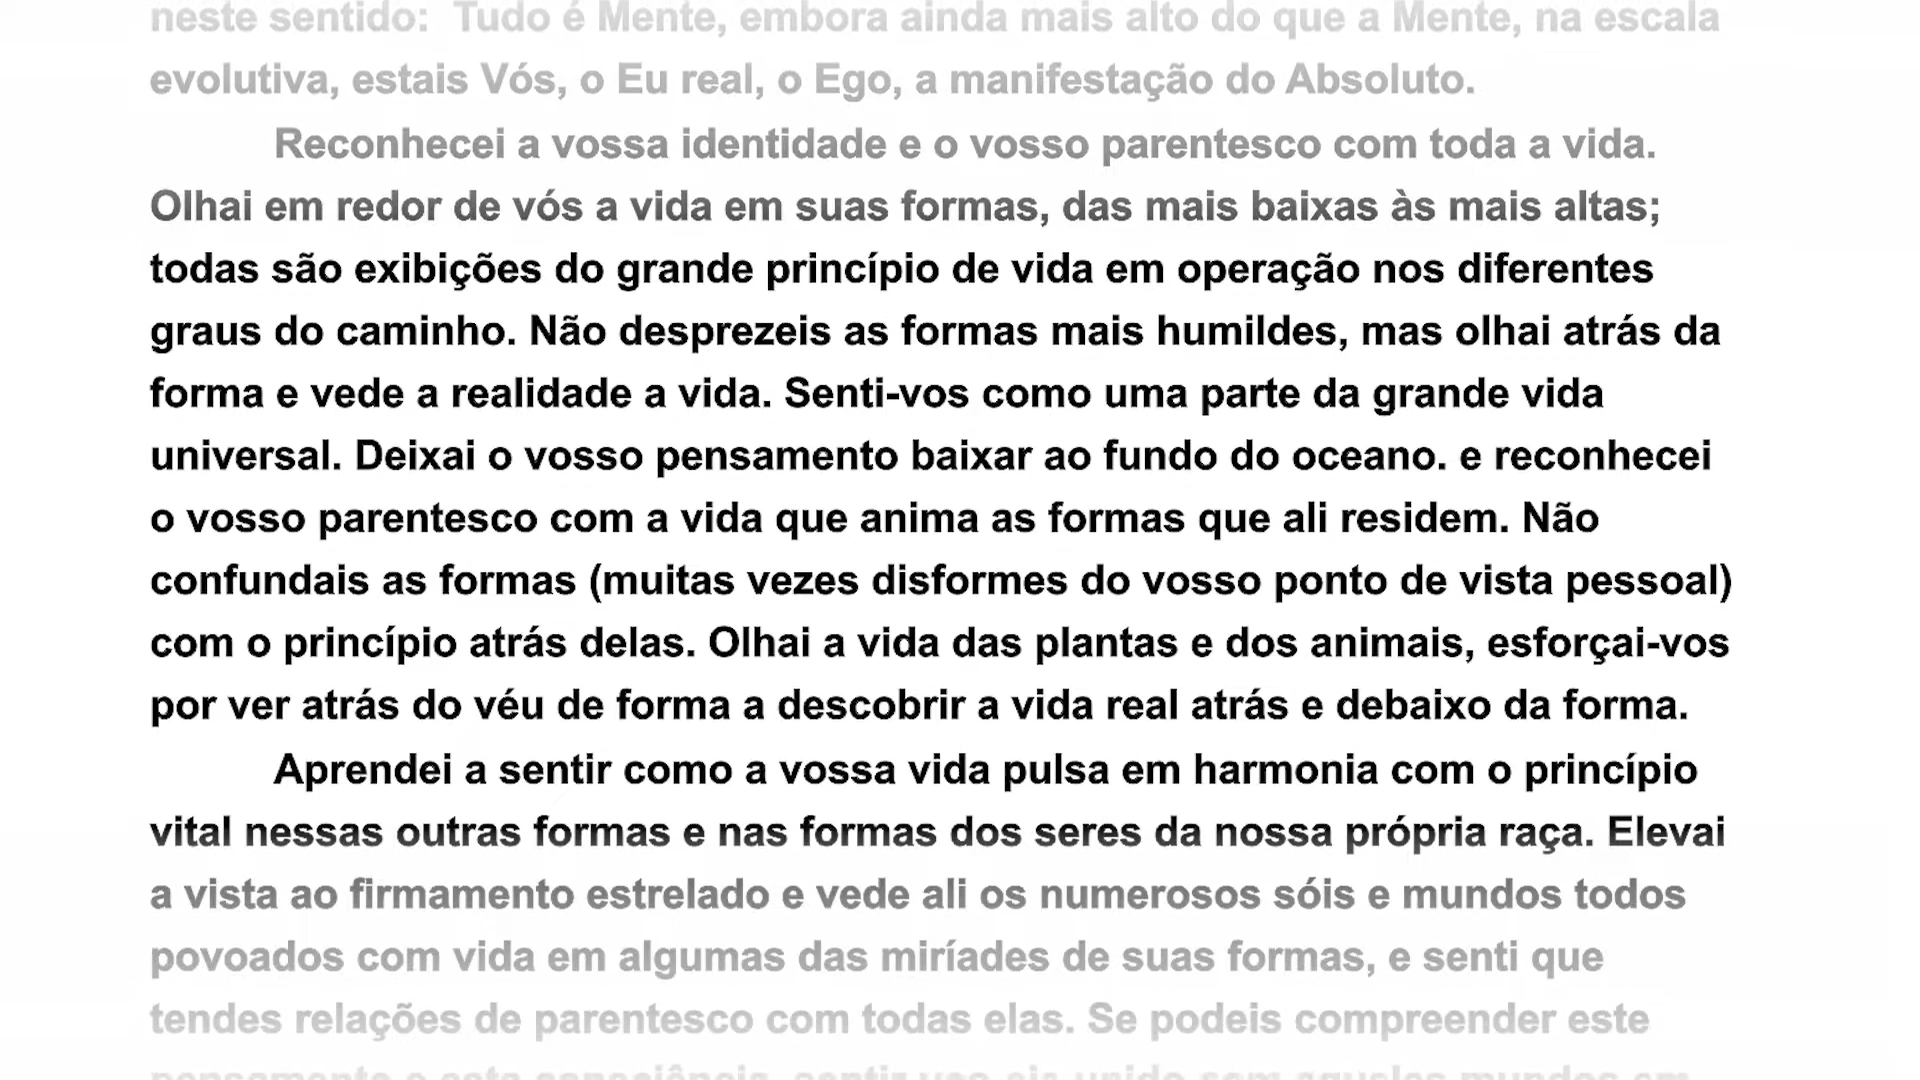 neste sentido:  Tudo é Mente, embora ainda mais alto do que a Mente, na escala
evolutiva, estais Vós, o Eu real, o Ego, a manifestação do Absoluto.
Reconhecei a vossa identidade e o vosso parentesco com toda a vida.
Olhai em redor de vós a vida em suas formas, das mais baixas às mais altas;
todas são exibições do grande princípio de vida em operação nos diferentes
graus do caminho. Não desprezeis as formas mais humildes, mas olhai atrás da
forma e vede a realidade a vida. Senti-vos como uma parte da grande vida
universal. Deixai o vosso pensamento baixar ao fundo do oceano. e reconhecei
o vosso parentesco com a vida que anima as formas que ali residem. Não
confundais as formas (muitas vezes disformes do vosso ponto de vista pessoal)
com o princípio atrás delas. Olhai a vida das plantas e dos animais, esforçai-vos
por ver atrás do véu de forma a descobrir a vida real atrás e debaixo da forma.
Aprendei a sentir como a vossa vida pulsa em harmonia com o princípio
vital nessas outras formas e nas formas dos seres da nossa própria raça. Elevai
a vista ao firmamento estrelado e vede ali os numerosos sóis e mundos todos
povoados com vida em algumas das miríades de suas formas, e senti que
tendes relações de parentesco com todas elas. Se podeis compreender este